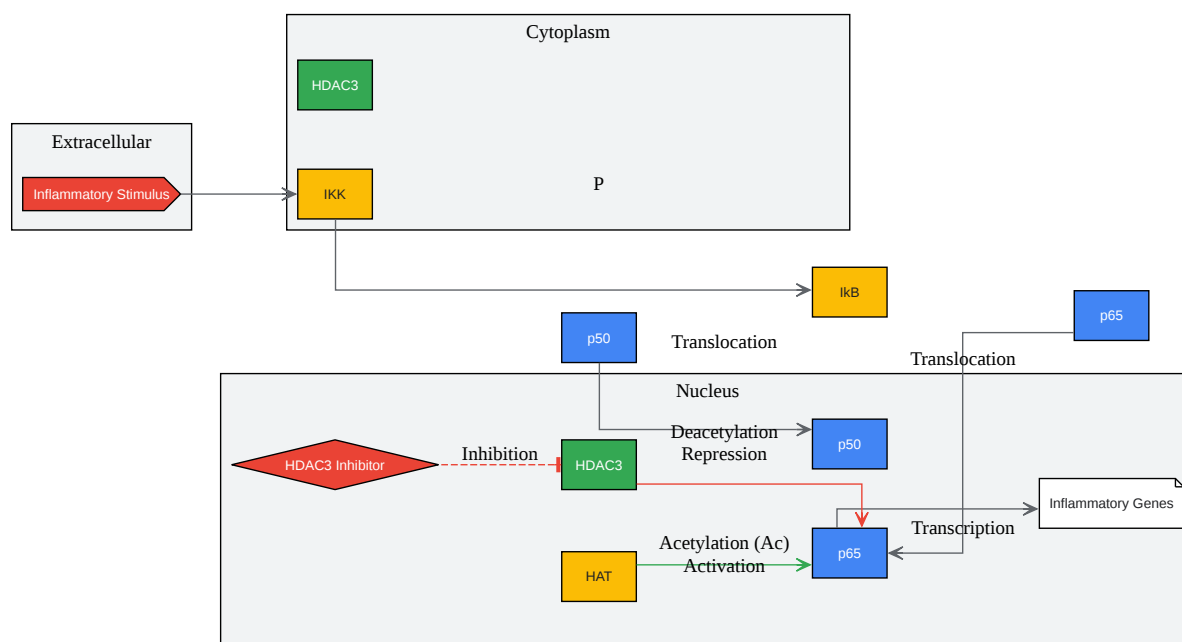 Cytoplasm
HDAC3
Extracellular
Inflammatory Stimulus
IKK
P
IkB
p65
p50
Translocation
Translocation
Nucleus
Deacetylation
Repression
p50
HDAC3 Inhibitor
Inhibition
HDAC3
Inflammatory Genes
Transcription
Acetylation (Ac)
Activation
p65
HAT